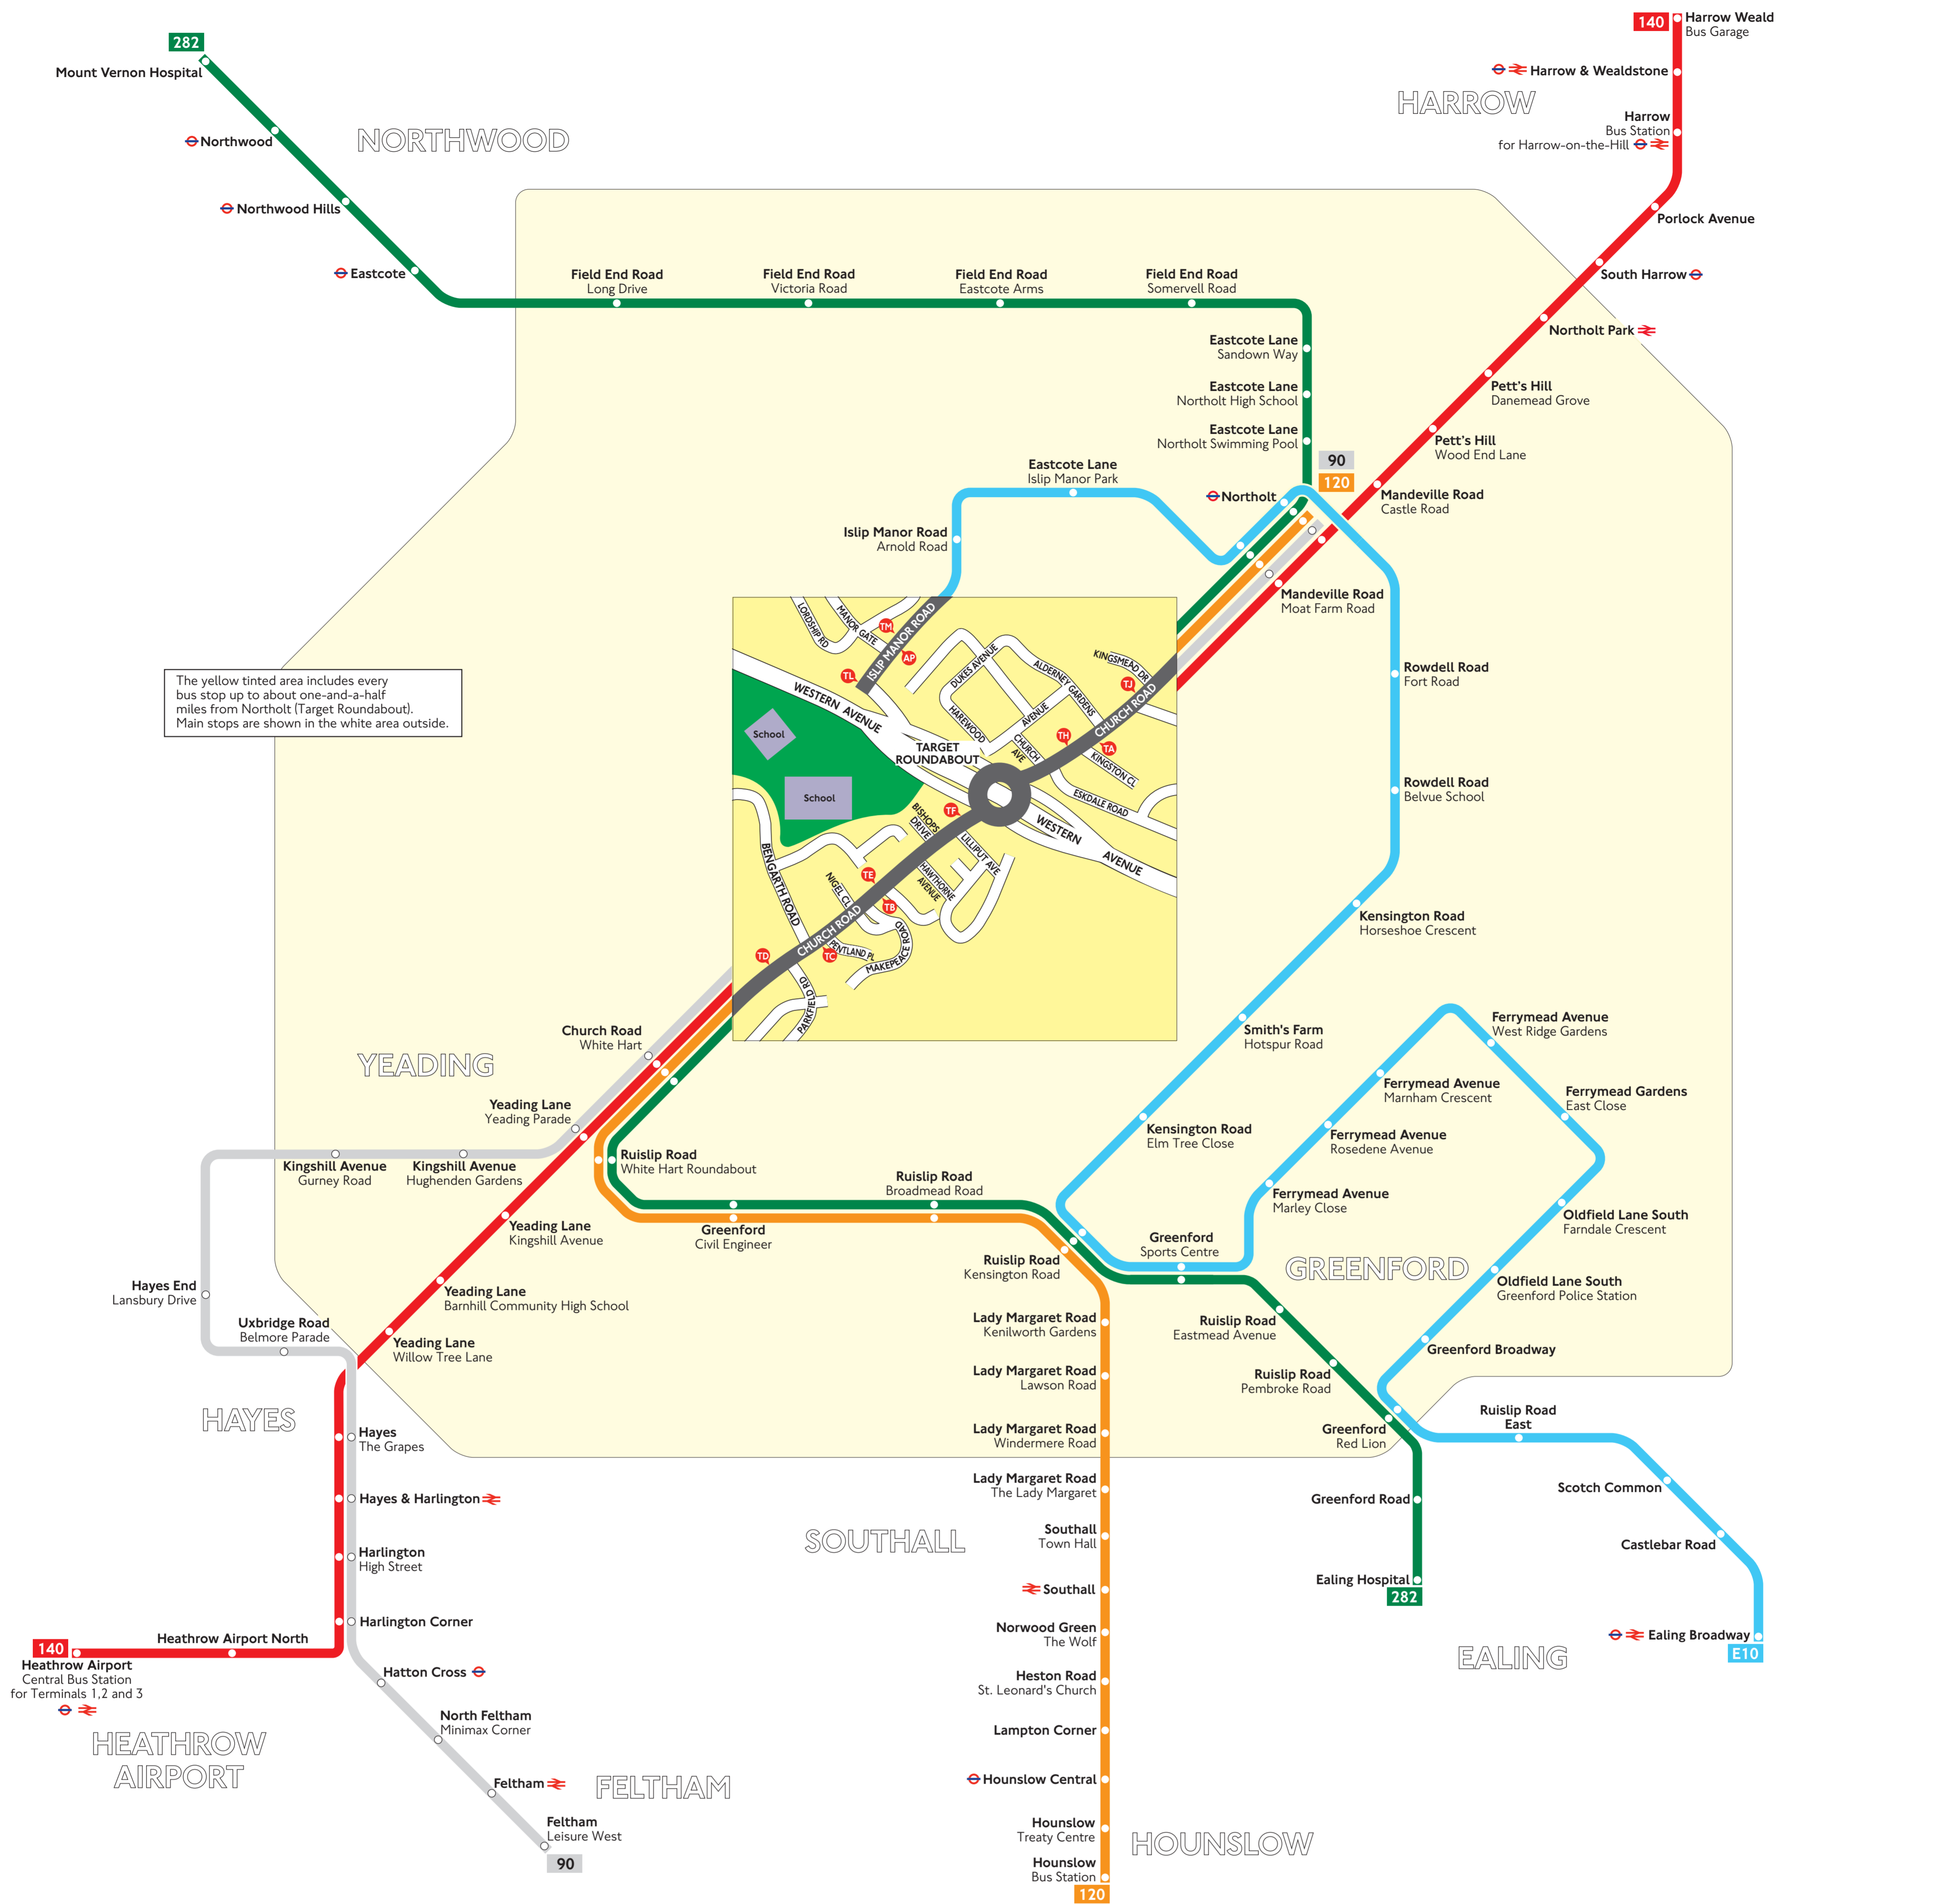 282
Mount Vernon Hospital
Northwood
Northwood Hills
Eastcote
NORTHWOOD
140
Harrow Weald
Bus Garage
Harrow & Wealdstone
HARROW
Harrow
Bus Station
for Harrow-on-the-Hill
Porlock Avenue
South Harrow
Northolt Park
Pett's Hill
Danemead Grove
Pett's Hill
Wood End Lane
Mandeville Road
Castle Road
Mandeville Road
Moat Farm Road
Field End Road
Long Drive
Field End Road
Victoria Road
Field End Road
Eastcote Arms
Field End Road
Somervell Road
Eastcote Lane
Sandown Way
Eastcote Lane
Northolt High School
Eastcote Lane
Northolt Swimming Pool
90
120
Northolt
Eastcote Lane
Islip Manor Park
Islip Manor Road
Arnold Road
The yellow tinted area includes every
bus stop up to about one-and-a-half
miles from Northolt (Target Roundabout).
Main stops are shown in the white area outside.
LORDSHIP RD
MANOR GATE
TM
ISLIP MANOR ROAD
AP
TL
WESTERN AVENUE
DUKES AVENUE
ALDERNEY GARDENS
KINGSMEAD DR
TJ
HAREWOOD
AVENUE
CHURCH ROAD
CHURCH
AVE
TH
TA
KINGSTON CL
ESKDALE ROAD
School
School
TARGET
ROUNDABOUT
TF
BISHOPS
DRIVE
LILLIPUT AVE
WESTERN
AVENUE
HAWTHORNE
AVENUE
TE
NIGEL CL
TB
BENGARTH ROAD
CHURCH ROAD
TD
TC
PENTLAND PL
MAKEPEACE ROAD
PARKFIELD RD
Rowdell Road
Fort Road
Rowdell Road
Belvue School
Kensington Road
Horseshoe Crescent
Smith's Farm
Hotspur Road
Kensington Road
Elm Tree Close
Ferrymead Avenue
West Ridge Gardens
Ferrymead Avenue
Marnham Crescent
Ferrymead Gardens
East Close
Ferrymead Avenue
Rosedene Avenue
Ferrymead Avenue
Marley Close
Oldfield Lane South
Farndale Crescent
Oldfield Lane South
Greenford Police Station
Greenford Broadway
GREENFORD
Church Road
White Hart
YEADING
Yeading Lane
Yeading Parade
Kingshill Avenue
Gurney Road
Kingshill Avenue
Hughenden Gardens
Yeading Lane
Kingshill Avenue
Yeading Lane
Barnhill Community High School
Yeading Lane
Willow Tree Lane
Ruislip Road
White Hart Roundabout
Greenford
Civil Engineer
Ruislip Road
Broadmead Road
Ruislip Road
Kensington Road
Greenford
Sports Centre
Ruislip Road
Eastmead Avenue
Ruislip Road
Pembroke Road
Greenford
Red Lion
Ruislip Road
East
Scotch Common
Castlebar Road
Ealing Broadway
E10
EALING
Greenford Road
Ealing Hospital
282
Hayes End
Lansbury Drive
Uxbridge Road
Belmore Parade
HAYES
Hayes
The Grapes
Hayes & Harlington
Harlington
High Street
Harlington Corner
Heathrow Airport North
140
Heathrow Airport
Central Bus Station
for Terminals 1,2 and 3
HEATHROW
AIRPORT
Hatton Cross
North Feltham
Minimax Corner
Feltham
FELTHAM
Feltham
Leisure West
90
Lady Margaret Road
Kenilworth Gardens
Lady Margaret Road
Lawson Road
Lady Margaret Road
Windermere Road
Lady Margaret Road
The Lady Margaret
SOUTHALL
Southall
Town Hall
Southall
Norwood Green
The Wolf
Heston Road
St. Leonard's Church
Lampton Corner
Hounslow Central
Hounslow
Treaty Centre
HOUNSLOW
Hounslow
Bus Station
120